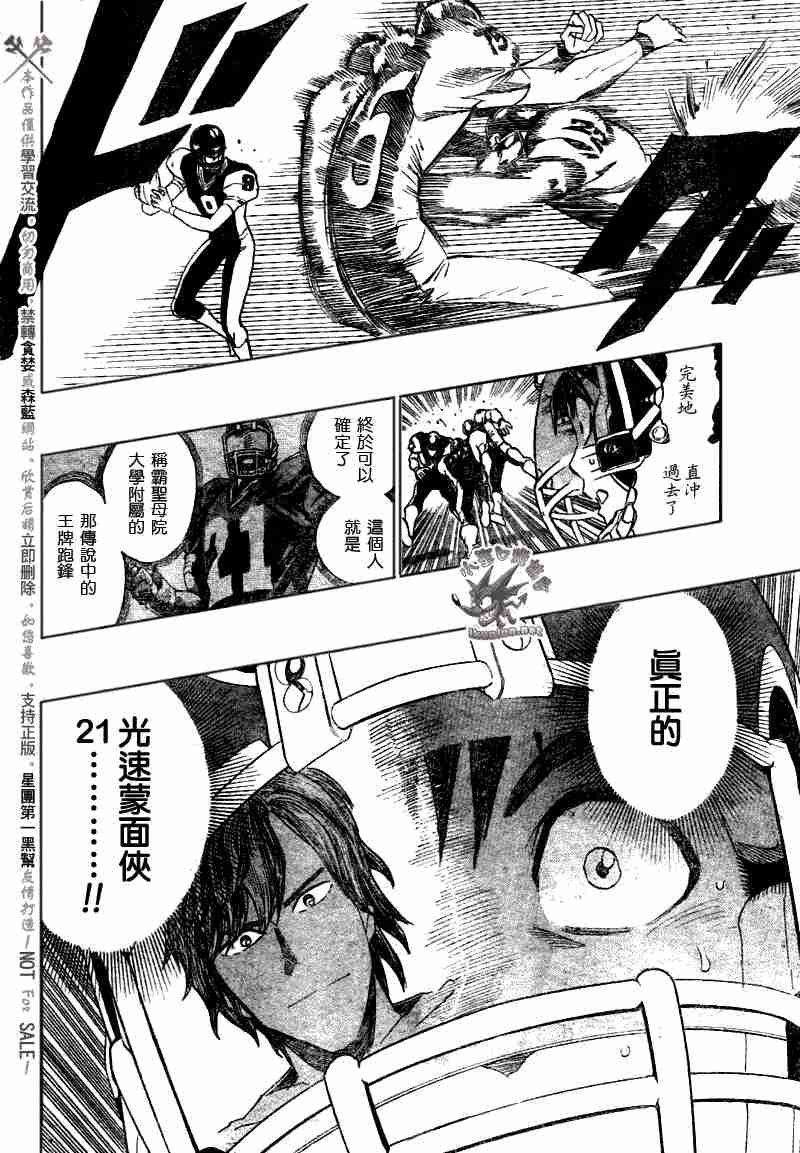 完美地
直沖
過去了
終於可以
確定了
這個人
就是
稱霸聖母院
大學附屬的
那傳說中的
王牌跑鋒
21
真正的
光速蒙面俠
21…………!!
本作品僅供學習交流,切勿商用,禁轉貪婪威森藍網站。欣賞后請立即刪除,如您喜歡,支持正版。星團第一黑幫友情打造—NOT For SALE—